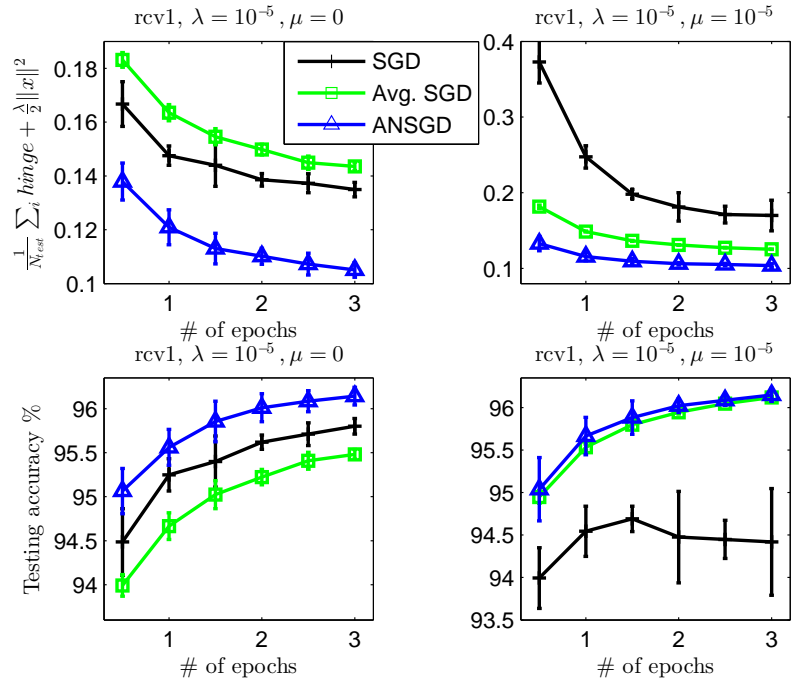 rcv1, λ = 10⁻⁵, μ = 0
rcv1, λ = 10⁻⁵, μ = 10⁻⁵
SGD
Avg. SGD
ANSGD
1/N_test ∑_i hinge + λ/2 ||x||²
0.18
0.16
0.14
0.12
0.1
1 2 3
# of epochs
0.4
0.3
0.2
0.1
1 2 3
# of epochs
rcv1, λ = 10⁻⁵, μ = 0
rcv1, λ = 10⁻⁵, μ = 10⁻⁵
Testing accuracy %
96
95.5
95
94.5
94
1 2 3
# of epochs
96
95.5
95
94.5
94
93.5
1 2 3
# of epochs